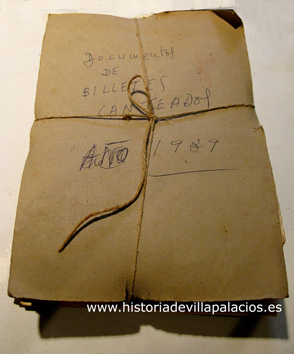 Documentos
DE
BILLETES
CANJEADOS
AÑO 1939
www.historiadevillapalacios.es